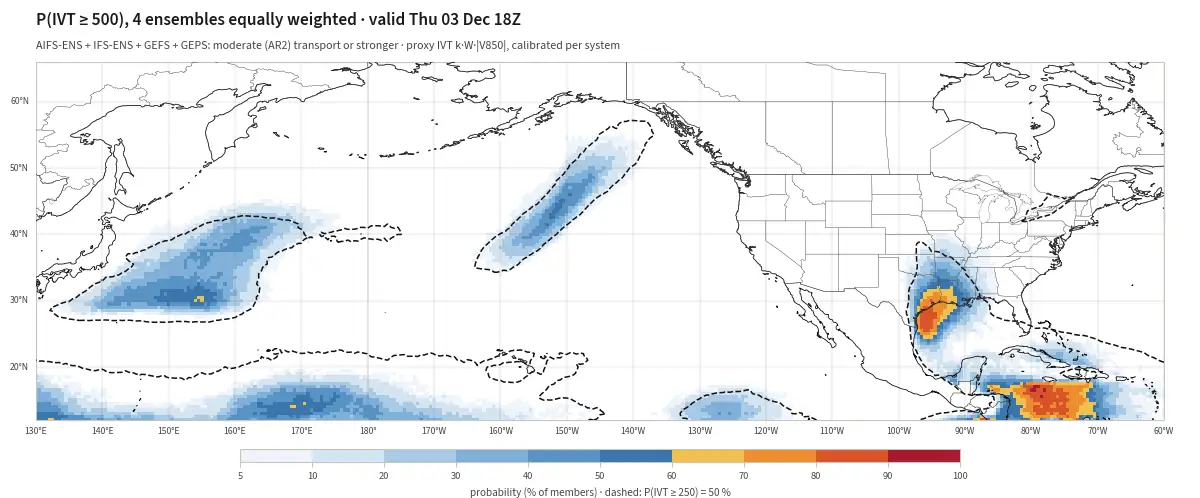 P(IVT ≥ 500), 4 ensembles equally weighted · valid Thu 03 Dec 18Z
AIFS-ENS + IFS-ENS + GEFS + GEPS: moderate (AR2) transport or stronger · proxy IVT k·W·|V850|, calibrated per system
60°N
50°N
40°N
30°N
20°N
130°E 140°E 150°E 160°E 170°E 180° 170°W 160°W 150°W 140°W 130°W 120°W 110°W 100°W 90°W 80°W 70°W 60°W
5 10 20 30 40 50 60 70 80 90 100
probability (% of members) · dashed: P(IVT ≥ 250) = 50 %